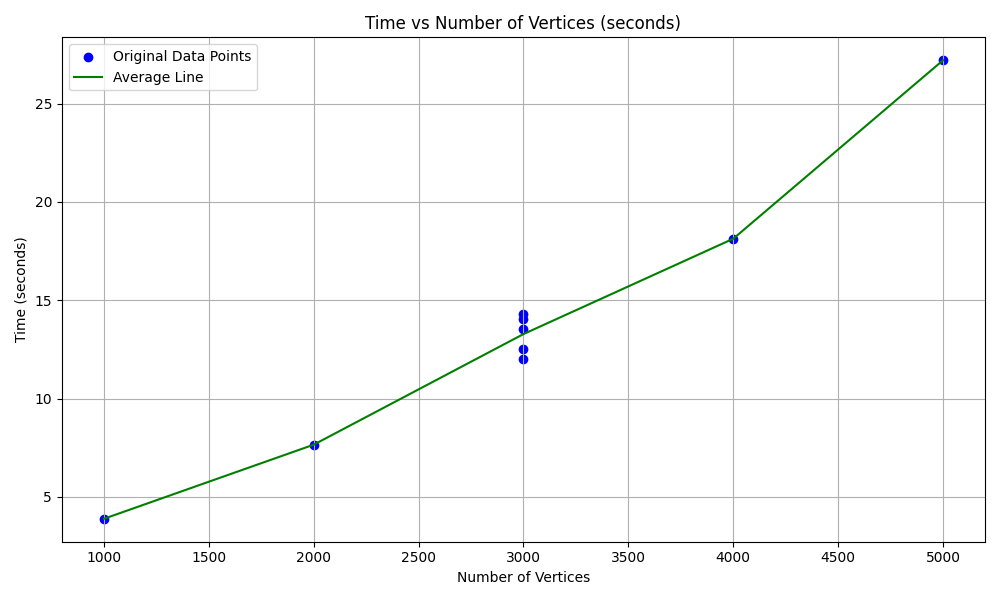 Time vs Number of Vertices (seconds)
Original Data Points
Average Line
25
20
15
10
5
Time (seconds)
1000 1500 2000 2500 3000 3500 4000 4500 5000
Number of Vertices